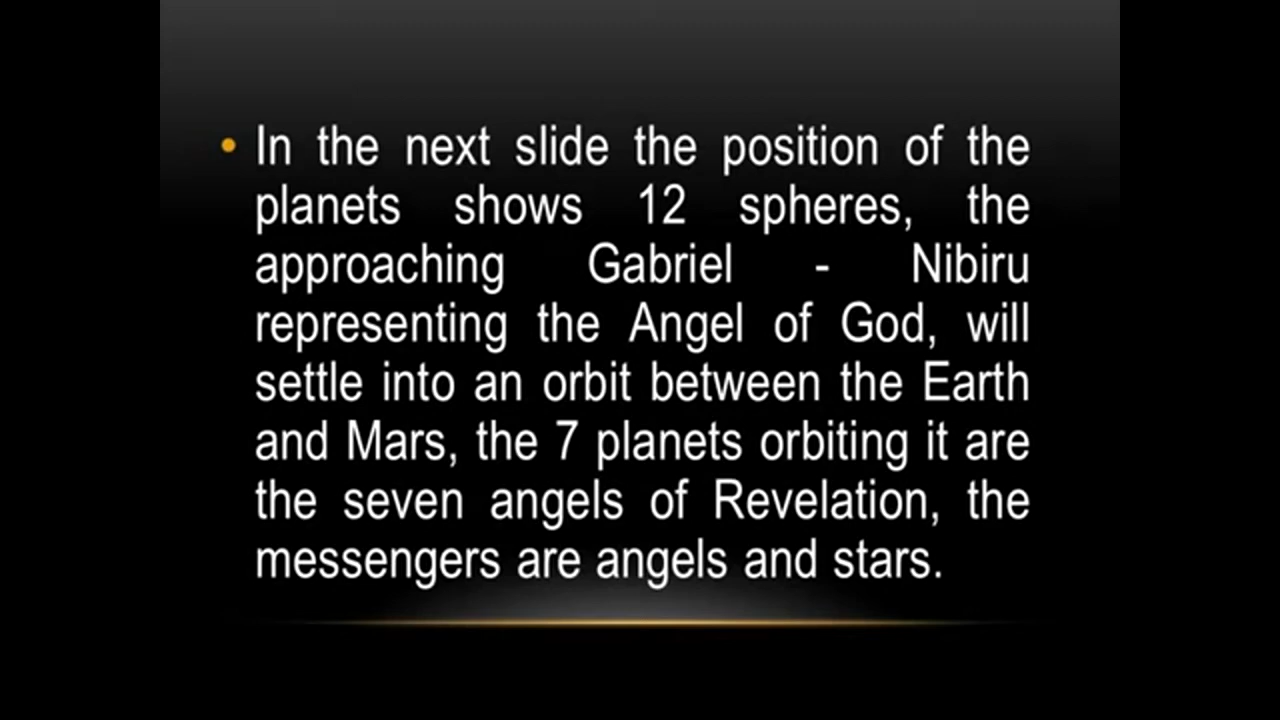 • In the next slide the position of the
planets shows 12 spheres, the
approaching Gabriel - Nibiru
representing the Angel of God, will
settle into an orbit between the Earth
and Mars, the 7 planets orbiting it are
the seven angels of Revelation, the
messengers are angels and stars.